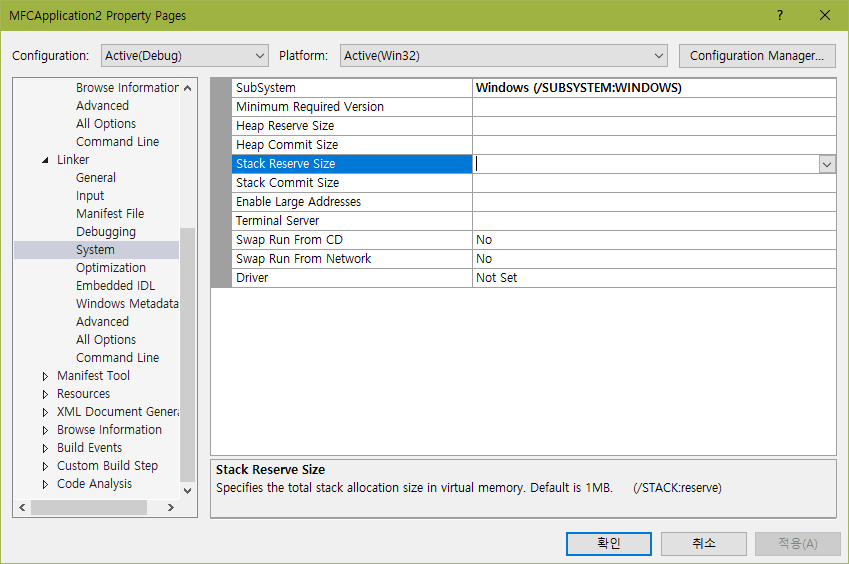 MFCApplication2 Property Pages
Configuration: Active(Debug) Platform: Active(Win32) Configuration Manager...
Browse Information
Advanced
All Options
Command Line
Linker
General
Input
Manifest File
Debugging
System
Optimization
Embedded IDL
Windows Metadata
Advanced
All Options
Command Line
Manifest Tool
Resources
XML Document Genera
Browse Information
Build Events
Custom Build Step
Code Analysis
SubSystem Windows (/SUBSYSTEM:WINDOWS)
Minimum Required Version
Heap Reserve Size
Heap Commit Size
Stack Reserve Size
Stack Commit Size
Enable Large Addresses
Terminal Server
Swap Run From CD No
Swap Run From Network No
Driver Not Set
Stack Reserve Size
Specifies the total stack allocation size in virtual memory. Default is 1MB. (/STACK:reserve)
확인 취소 적용(A)